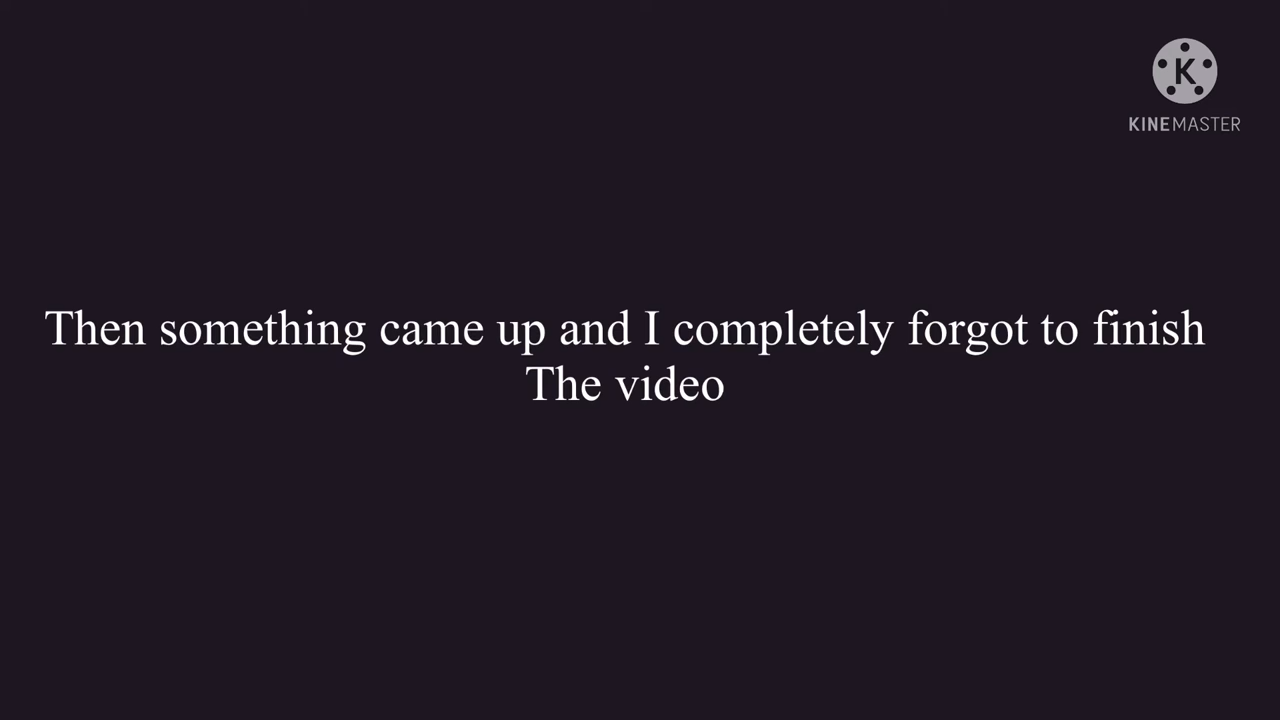 K
KINEMASTER
Then something came up and I completely forgot to finish
The video